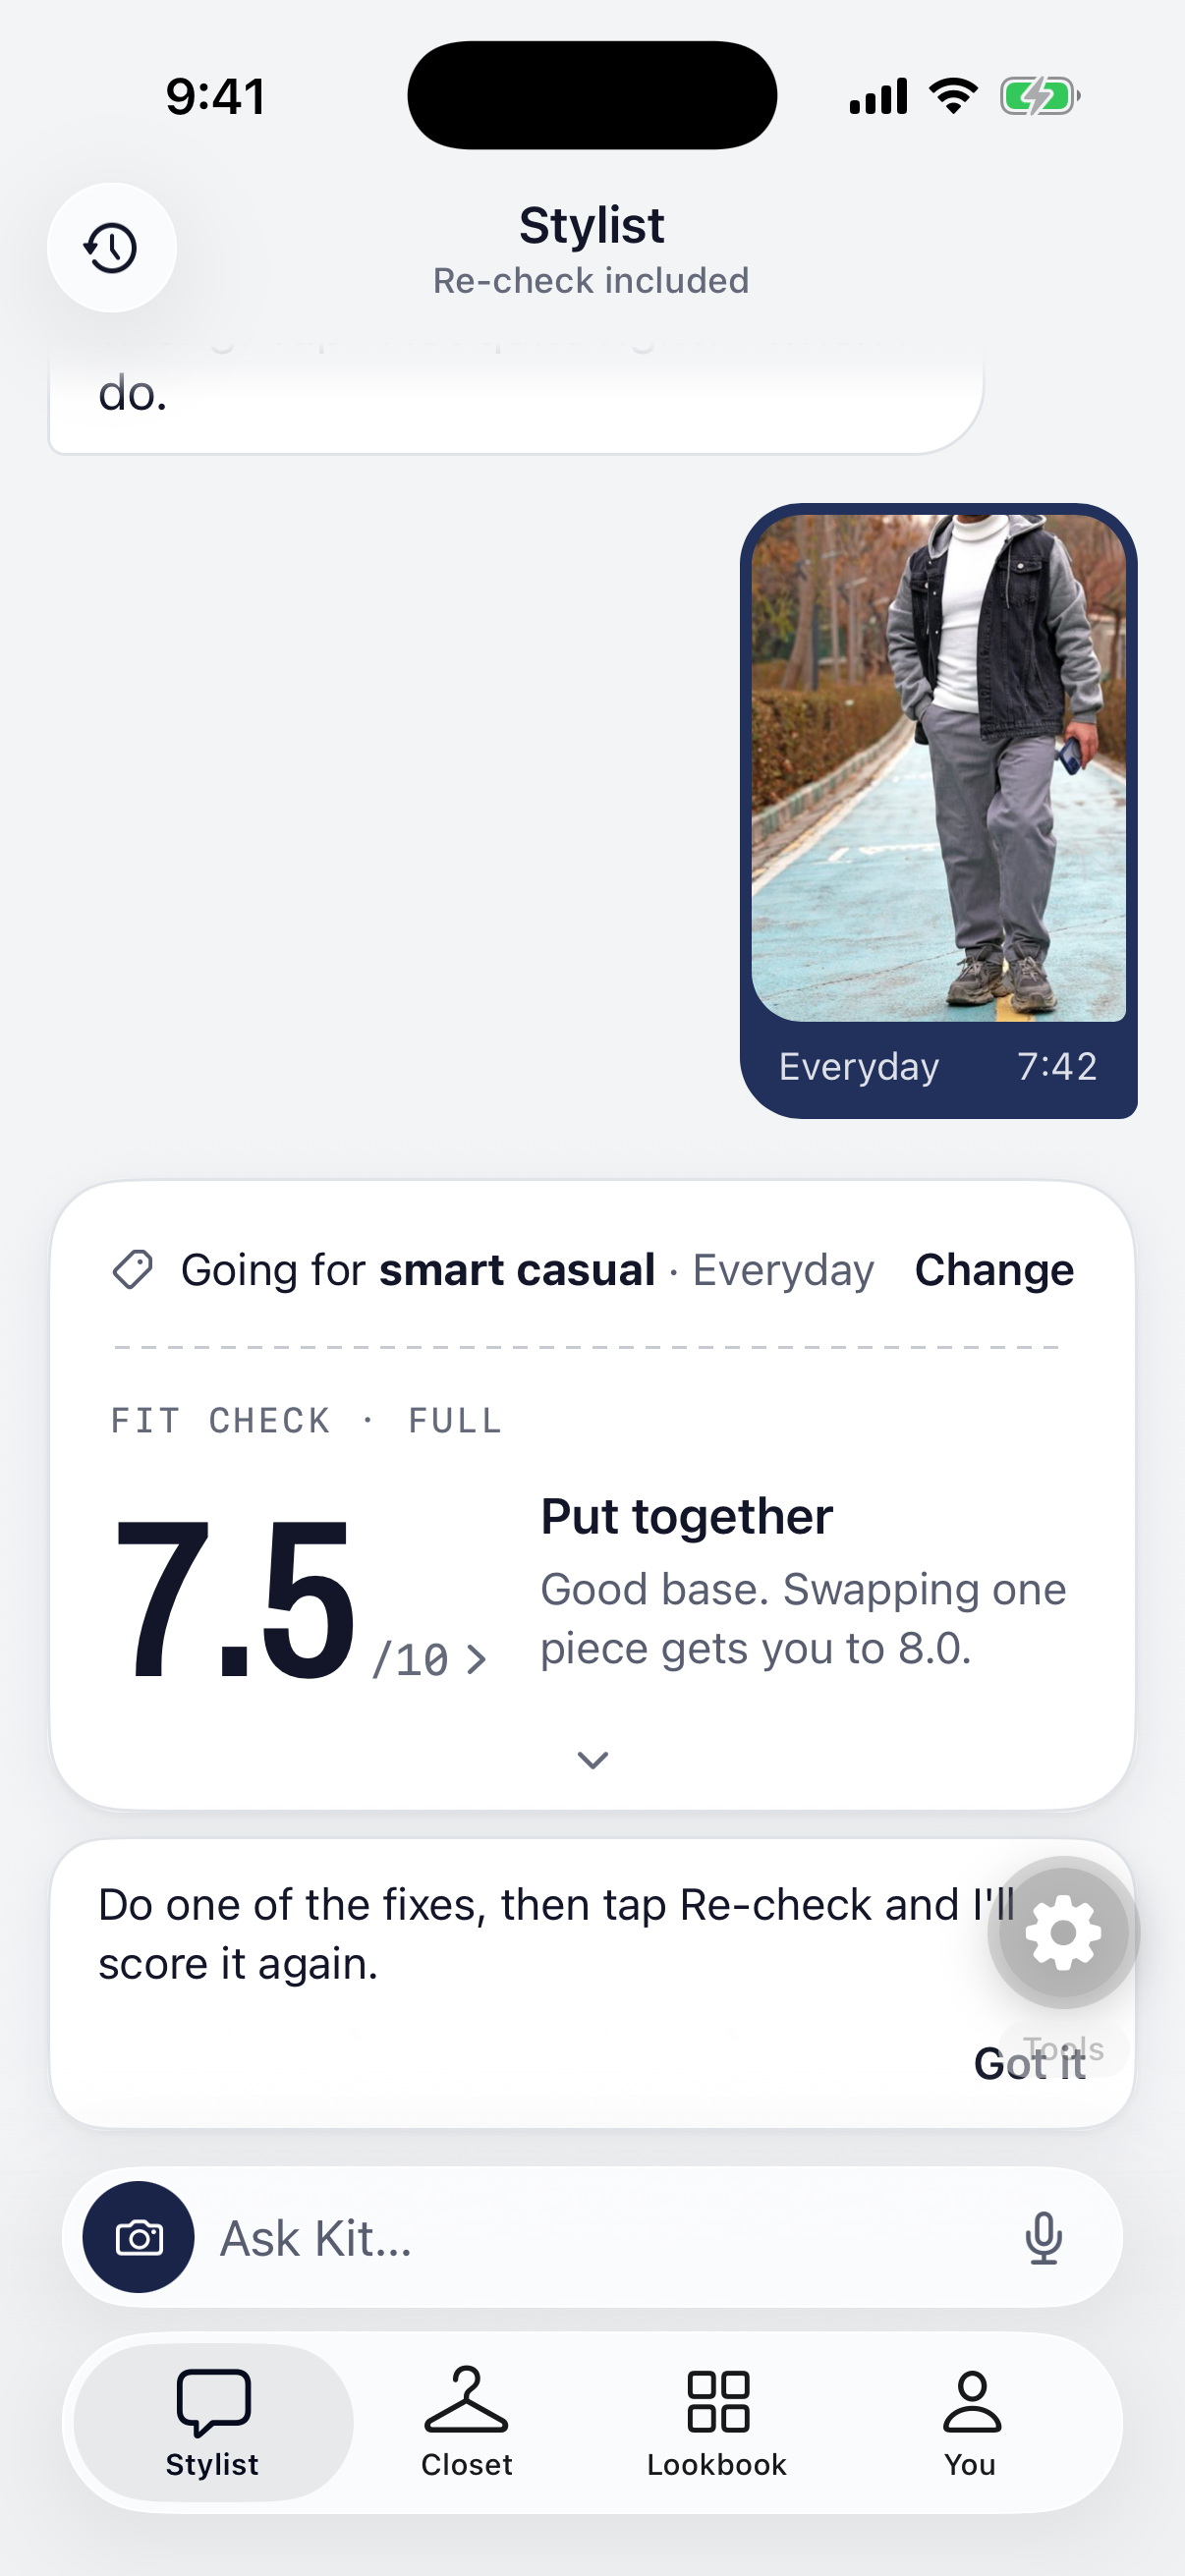 9:41
Stylist
Re-check included
do.
Everyday 7:42
Going for smart casual · Everyday Change
FIT CHECK · FULL
7.5 /10
Put together
Good base. Swapping one
piece gets you to 8.0.
Do one of the fixes, then tap Re-check and I'll
score it again.
Tools
Got it
Ask Kit...
Stylist Closet Lookbook You